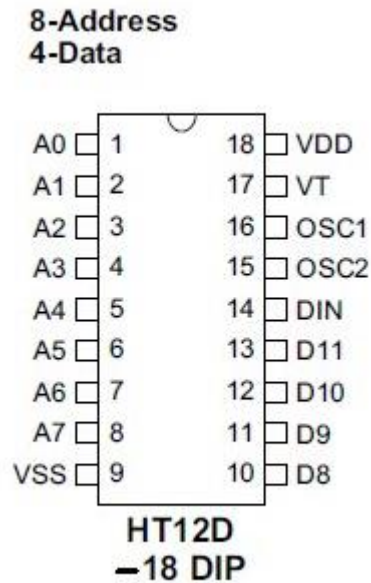 8-Address
4-Data
A0 1 18 VDD
A1 2 17 VT
A2 3 16 OSC1
A3 4 15 OSC2
A4 5 14 DIN
A5 6 13 D11
A6 7 12 D10
A7 8 11 D9
VSS 9 10 D8
HT12D
–18 DIP